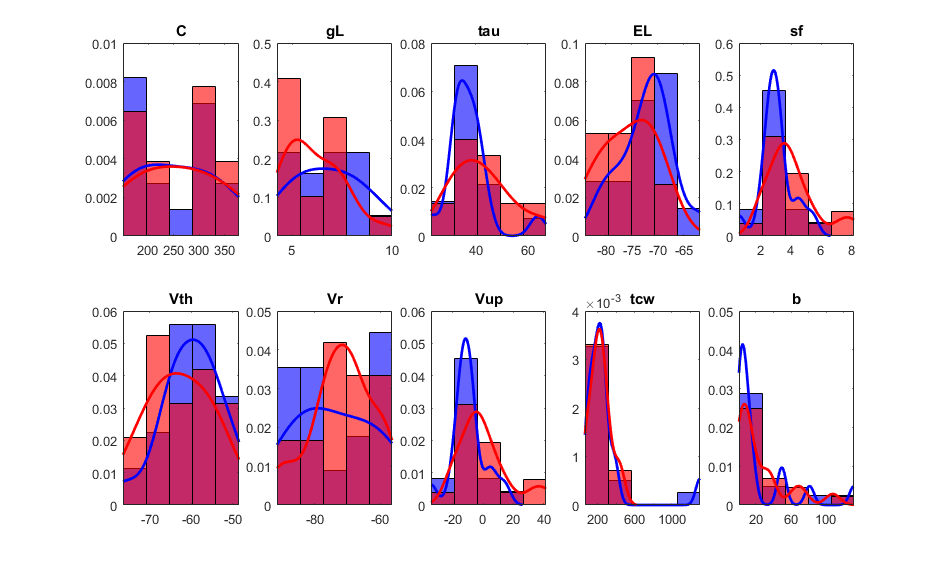 C gL tau EL sf
0.01 0.5 0.08 0.1 0.6
0.008 0.4 0.06 0.08 0.5
0.006 0.3 0.04 0.06 0.4
0.004 0.2 0.02 0.04 0.3
0.002 0.1 0 0.02 0.2
0 0 0 0.1
0
200 250 300 350 5 10 40 60 -80 -75 -70 -65 2 4 6 8
Vth Vr Vup tcw b
0.06 0.05 0.06 4 ×10⁻³ 0.05
0.05 0.04 0.05 3 0.04
0.04 0.03 0.04 2 0.03
0.03 0.02 0.03 1 0.02
0.02 0.01 0.02 0 0.01
0.01 0 0.01 0
0 0
-70 -60 -50 -80 -60 -20 0 20 40 200 600 1000 20 60 100